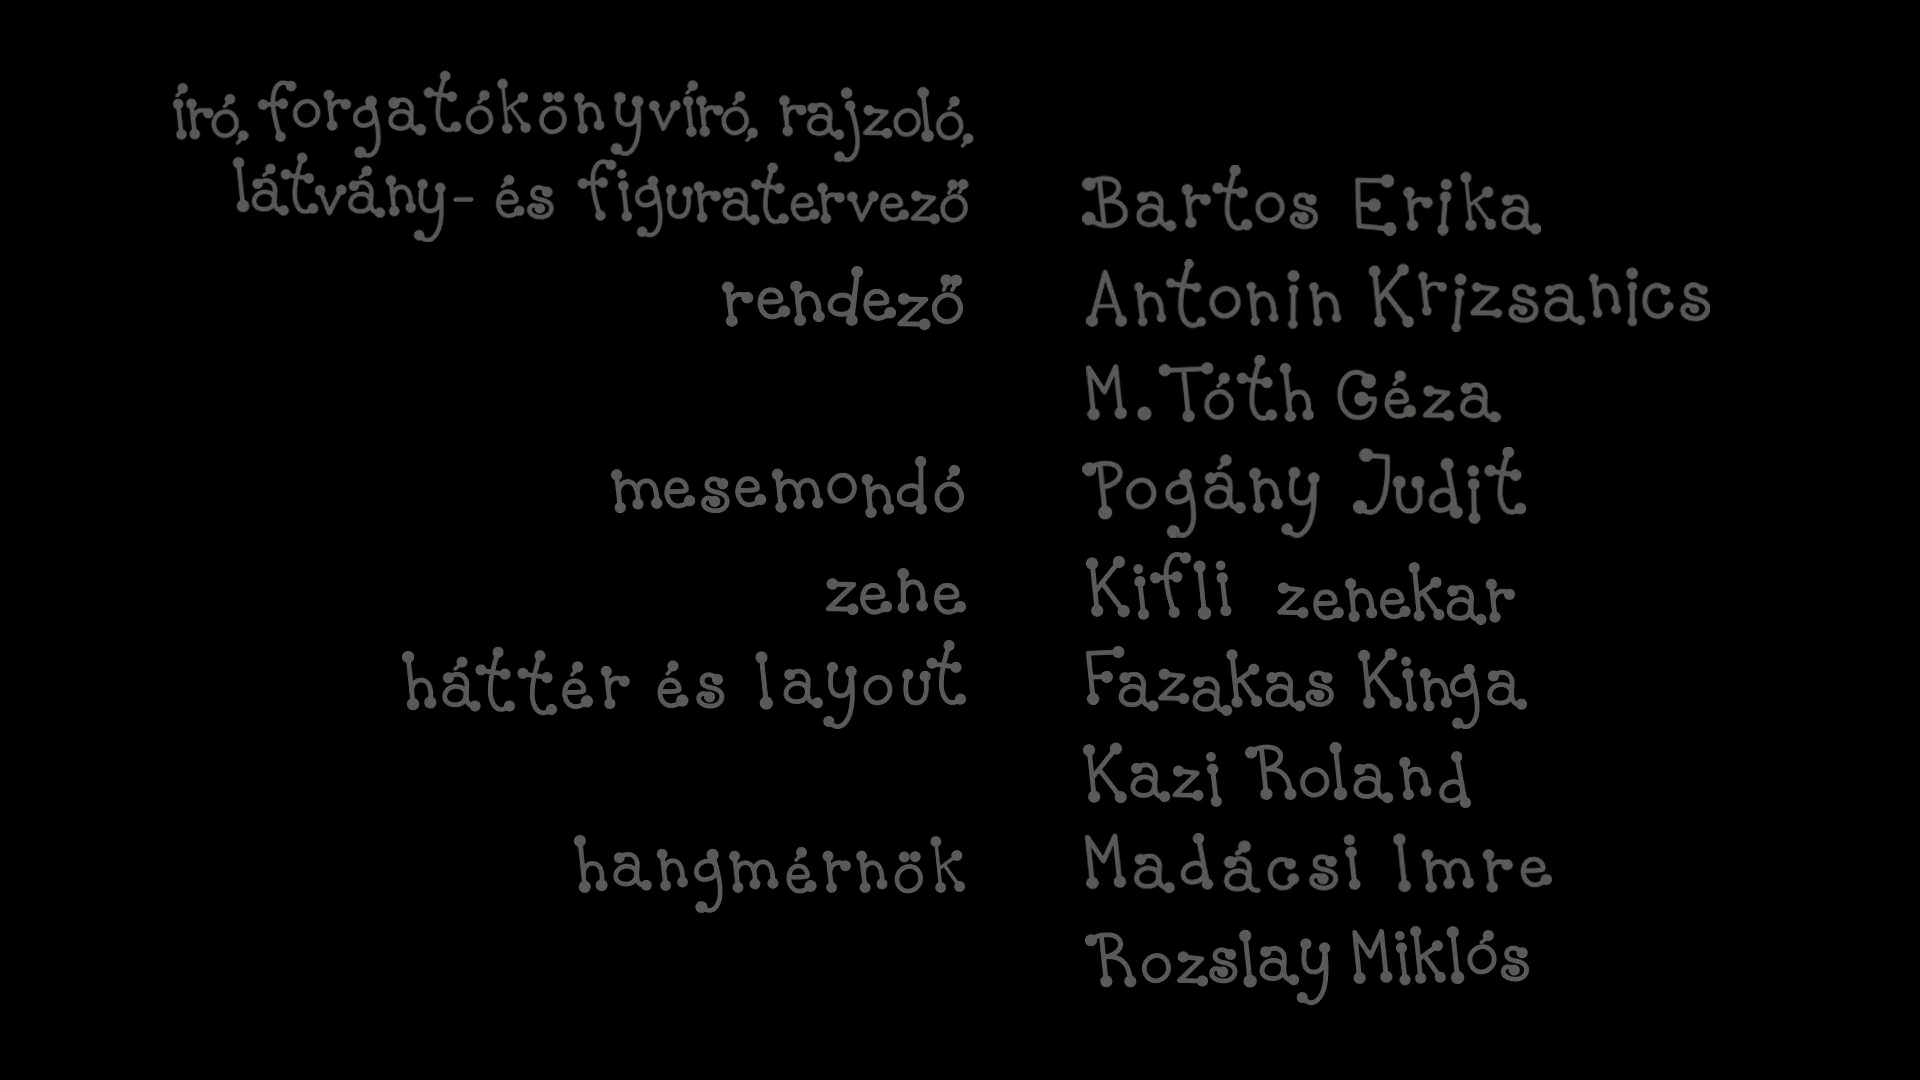 író, forgatókönyvíró, rajzoló,
látvány- és figuratervező Bartos Erika
rendező Antonin Krizsanics
M. Tóth Géza
mesemondó Pogány Judit
zene Kifli zenekar
háttér és layout Fazakas Kinga
Kazi Roland
hangmérnök Madácsi Imre
Rozslay Miklós